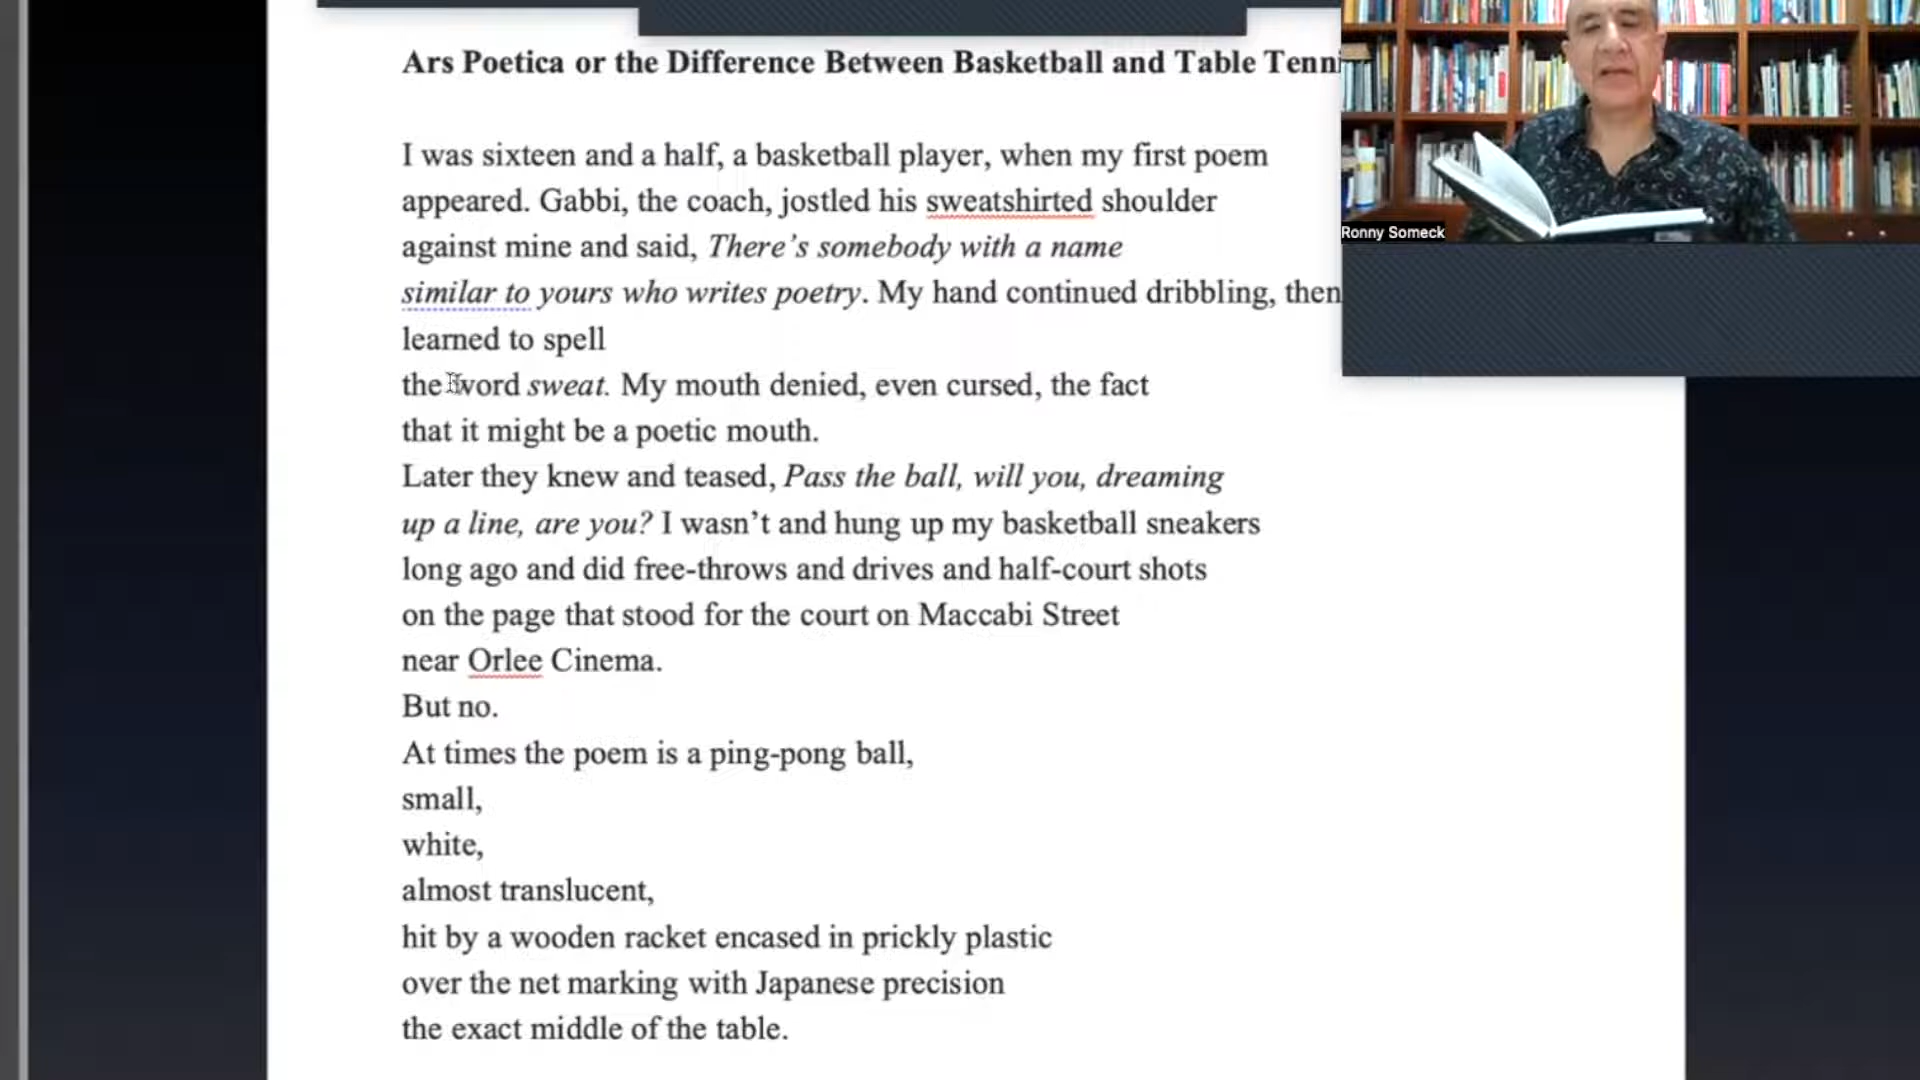 Ars Poetica or the Difference Between Basketball and Table Tenni
I was sixteen and a half, a basketball player, when my first poem
appeared. Gabbi, the coach, jostled his sweatshirted shoulder
against mine and said, There’s somebody with a name
similar to yours who writes poetry. My hand continued dribbling, then
learned to spell
the word sweat. My mouth denied, even cursed, the fact
that it might be a poetic mouth.
Later they knew and teased, Pass the ball, will you, dreaming
up a line, are you? I wasn’t and hung up my basketball sneakers
long ago and did free-throws and drives and half-court shots
on the page that stood for the court on Maccabi Street
near Orlee Cinema.
But no.
At times the poem is a ping-pong ball,
small,
white,
almost translucent,
hit by a wooden racket encased in prickly plastic
over the net marking with Japanese precision
the exact middle of the table.
Ronny Someck